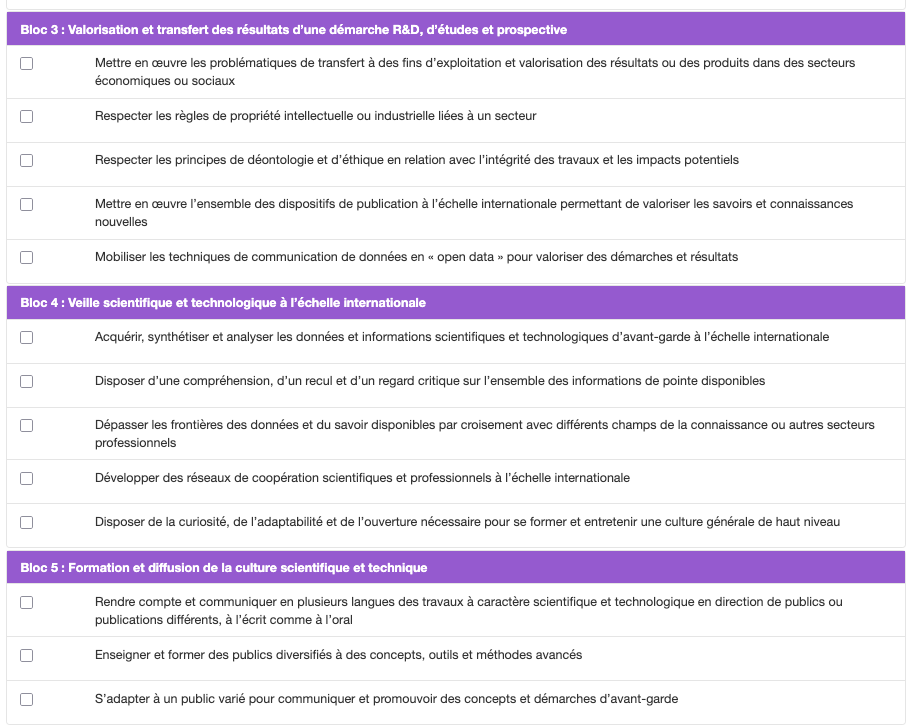 Bloc 3 : Valorisation et transfert des résultats d'une démarche R&D, d'études et prospective
Mettre en œuvre les problématiques de transfert à des fins d'exploitation et valorisation des résultats ou des produits dans des secteurs
économiques ou sociaux
Respecter les règles de propriété intellectuelle ou industrielle liées à un secteur
Respecter les principes de déontologie et d'éthique en relation avec l'intégrité des travaux et les impacts potentiels
Mettre en œuvre l'ensemble des dispositifs de publication à l'échelle internationale permettant de valoriser les savoirs et connaissances
nouvelles
Mobiliser les techniques de communication de données en « open data » pour valoriser des démarches et résultats
Bloc 4 : Veille scientifique et technologique à l'échelle internationale
Acquérir, synthétiser et analyser les données et informations scientifiques et technologiques d'avant-garde à l'échelle internationale
Disposer d'une compréhension, d'un recul et d'un regard critique sur l'ensemble des informations de pointe disponibles
Dépasser les frontières des données et du savoir disponibles par croisement avec différents champs de la connaissance ou autres secteurs
professionnels
Développer des réseaux de coopération scientifiques et professionnels à l'échelle internationale
Disposer de la curiosité, de l'adaptabilité et de l'ouverture nécessaire pour se former et entretenir une culture générale de haut niveau
Bloc 5 : Formation et diffusion de la culture scientifique et technique
Rendre compte et communiquer en plusieurs langues des travaux à caractère scientifique et technologique en direction de publics ou
publications différents, à l'écrit comme à l'oral
Enseigner et former des publics diversifiés à des concepts, outils et méthodes avancés
S'adapter à un public varié pour communiquer et promouvoir des concepts et démarches d'avant-garde